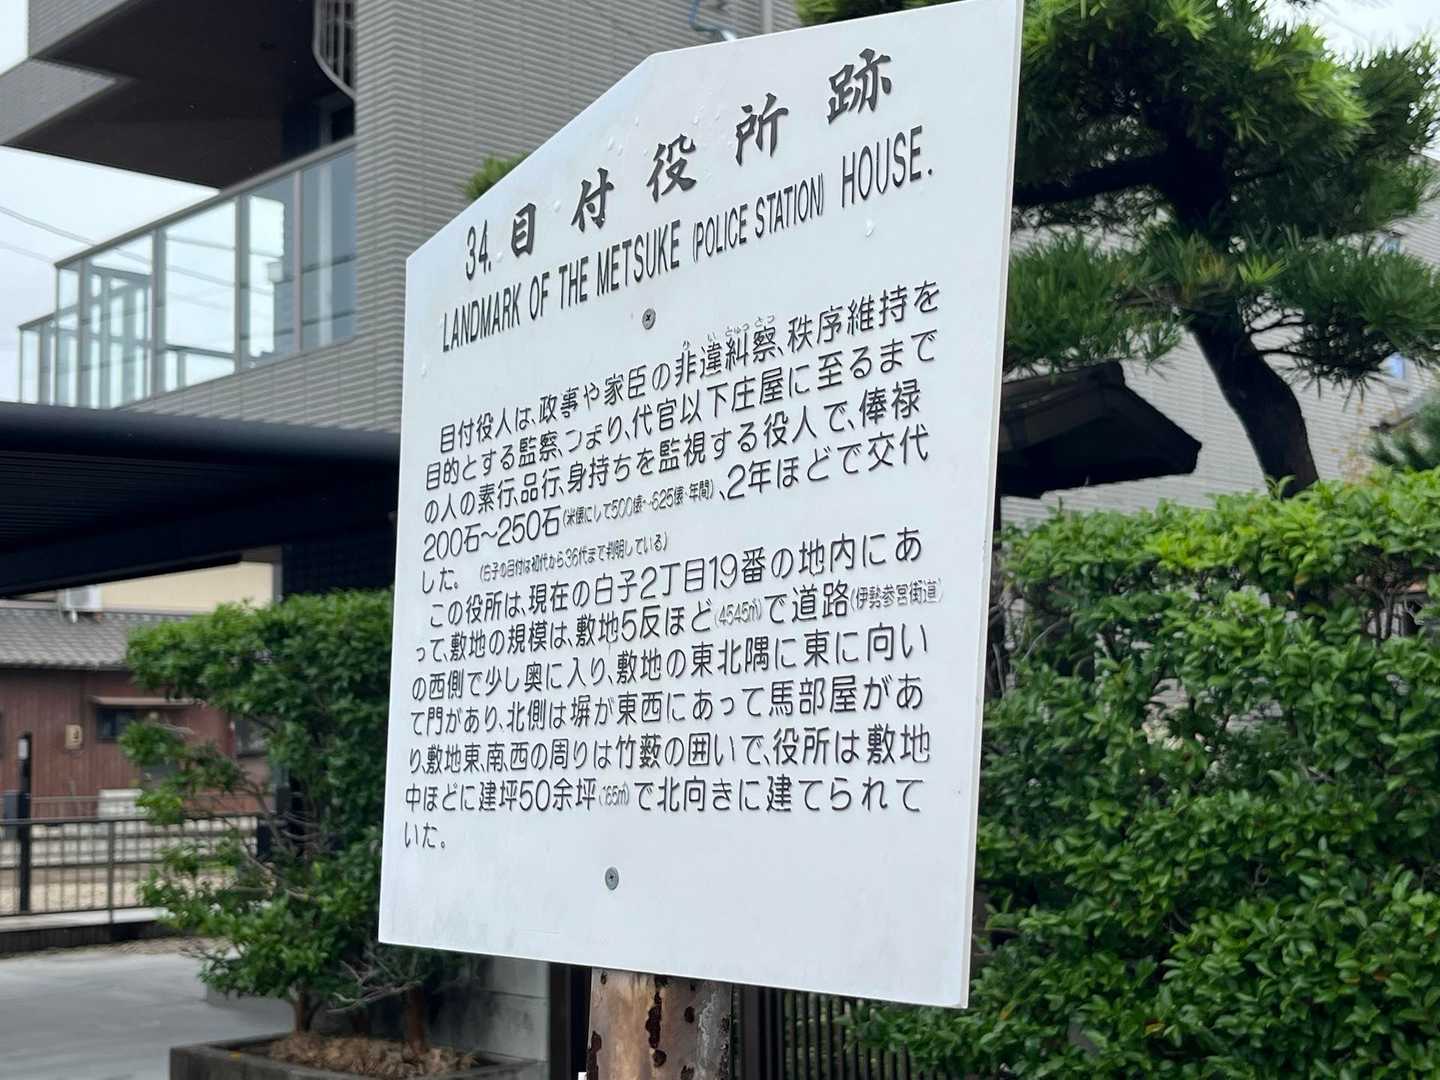 34. 目付役所跡
LANDMARK OF THE METSUKE (POLICE STATION) HOUSE.
目付役人は、政事や家臣の非違糾察、秩序維持を
目的とする監察、つまり、代官以下庄屋に至るまで
の人の素行、品行、身持ちを監視する役人で、俸禄
200石～250石(米俵にして500俵～625俵・年間)、2年ほどで交代
した。(白子の目付は初代から36代まで判明している)
この役所は、現在の白子2丁目19番の地内にあ
って、敷地の規模は、敷地5反ほど(4545㎡)で道路(伊勢参宮街道)
の西側で少し奥に入り、敷地の東北隅に東に向い
て門があり、北側は塀が東西にあって馬部屋があ
り、敷地東、南、西の周りは竹藪の囲いで、役所は敷地
中ほどに建坪50余坪(165㎡)で北向きに建てられて
いた。